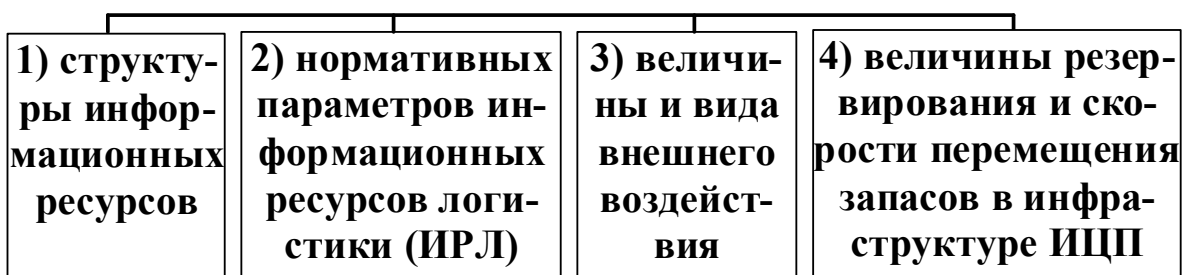 1) структу-
ры инфор-
мационных
ресурсов
2) нормативных
параметров ин-
формационных
ресурсов логи-
стики (ИРЛ)
3) величи-
ны и вида
внешнего
воздейст-
вия
4) величины резер-
вирования и ско-
рости перемещения
запасов в инфра-
структуре ИЦП